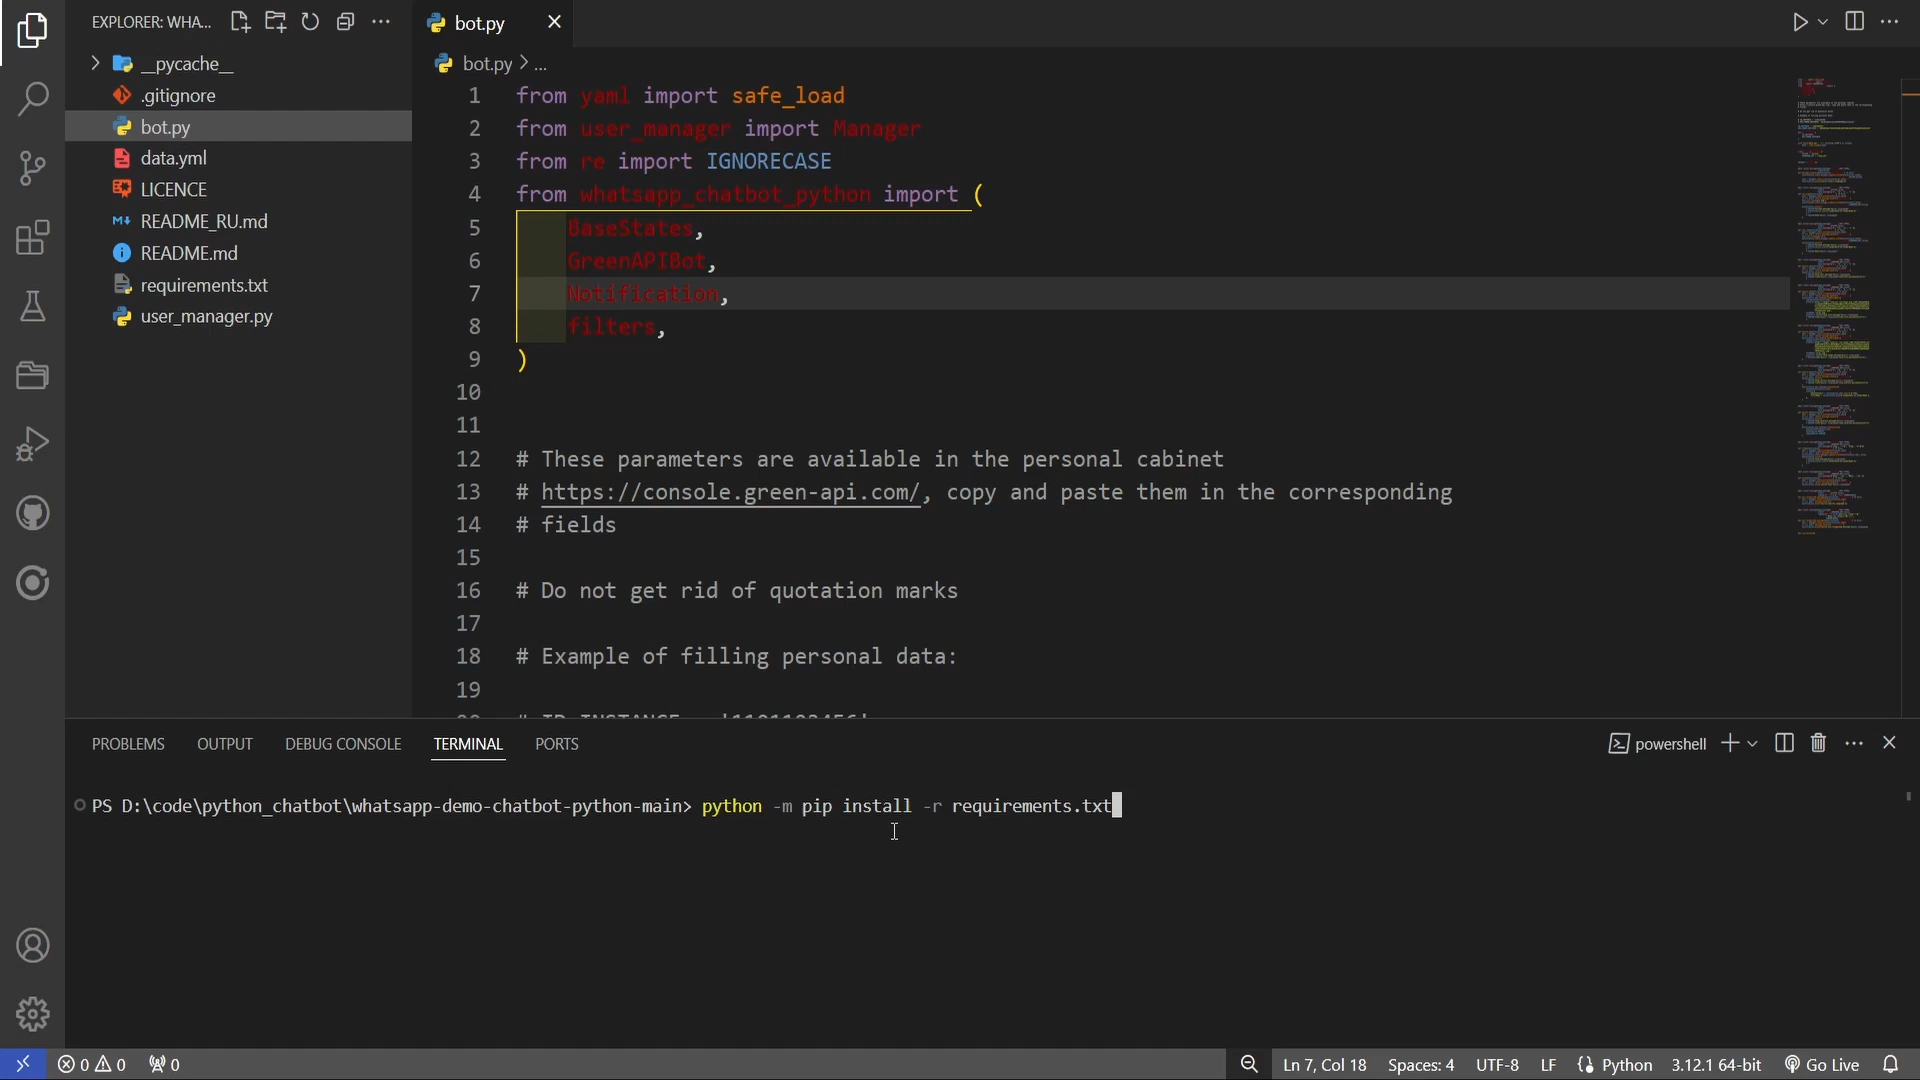 EXPLORER: WHA...
__pycache__
.gitignore
bot.py
data.yml
LICENCE
README_RU.md
README.md
requirements.txt
user_manager.py
bot.py
bot.py > ...
1 from yaml import safe_load
2 from user_manager import Manager
3 from re import IGNORECASE
4 from whatsapp_chatbot_python import (
5 BaseStates,
6 GreenAPIBot,
7 Notification,
8 filters,
9 )
10
11
12 # These parameters are available in the personal cabinet
13 # https://console.green-api.com/, copy and paste them in the corresponding
14 # fields
15
16 # Do not get rid of quotation marks
17
18 # Example of filling personal data:
19
PROBLEMS OUTPUT DEBUG CONSOLE TERMINAL PORTS
powershell
PS D:\code\python_chatbot\whatsapp-demo-chatbot-python-main> python -m pip install -r requirements.txt
0 0 0 Ln 7, Col 18 Spaces: 4 UTF-8 LF Python 3.12.1 64-bit Go Live